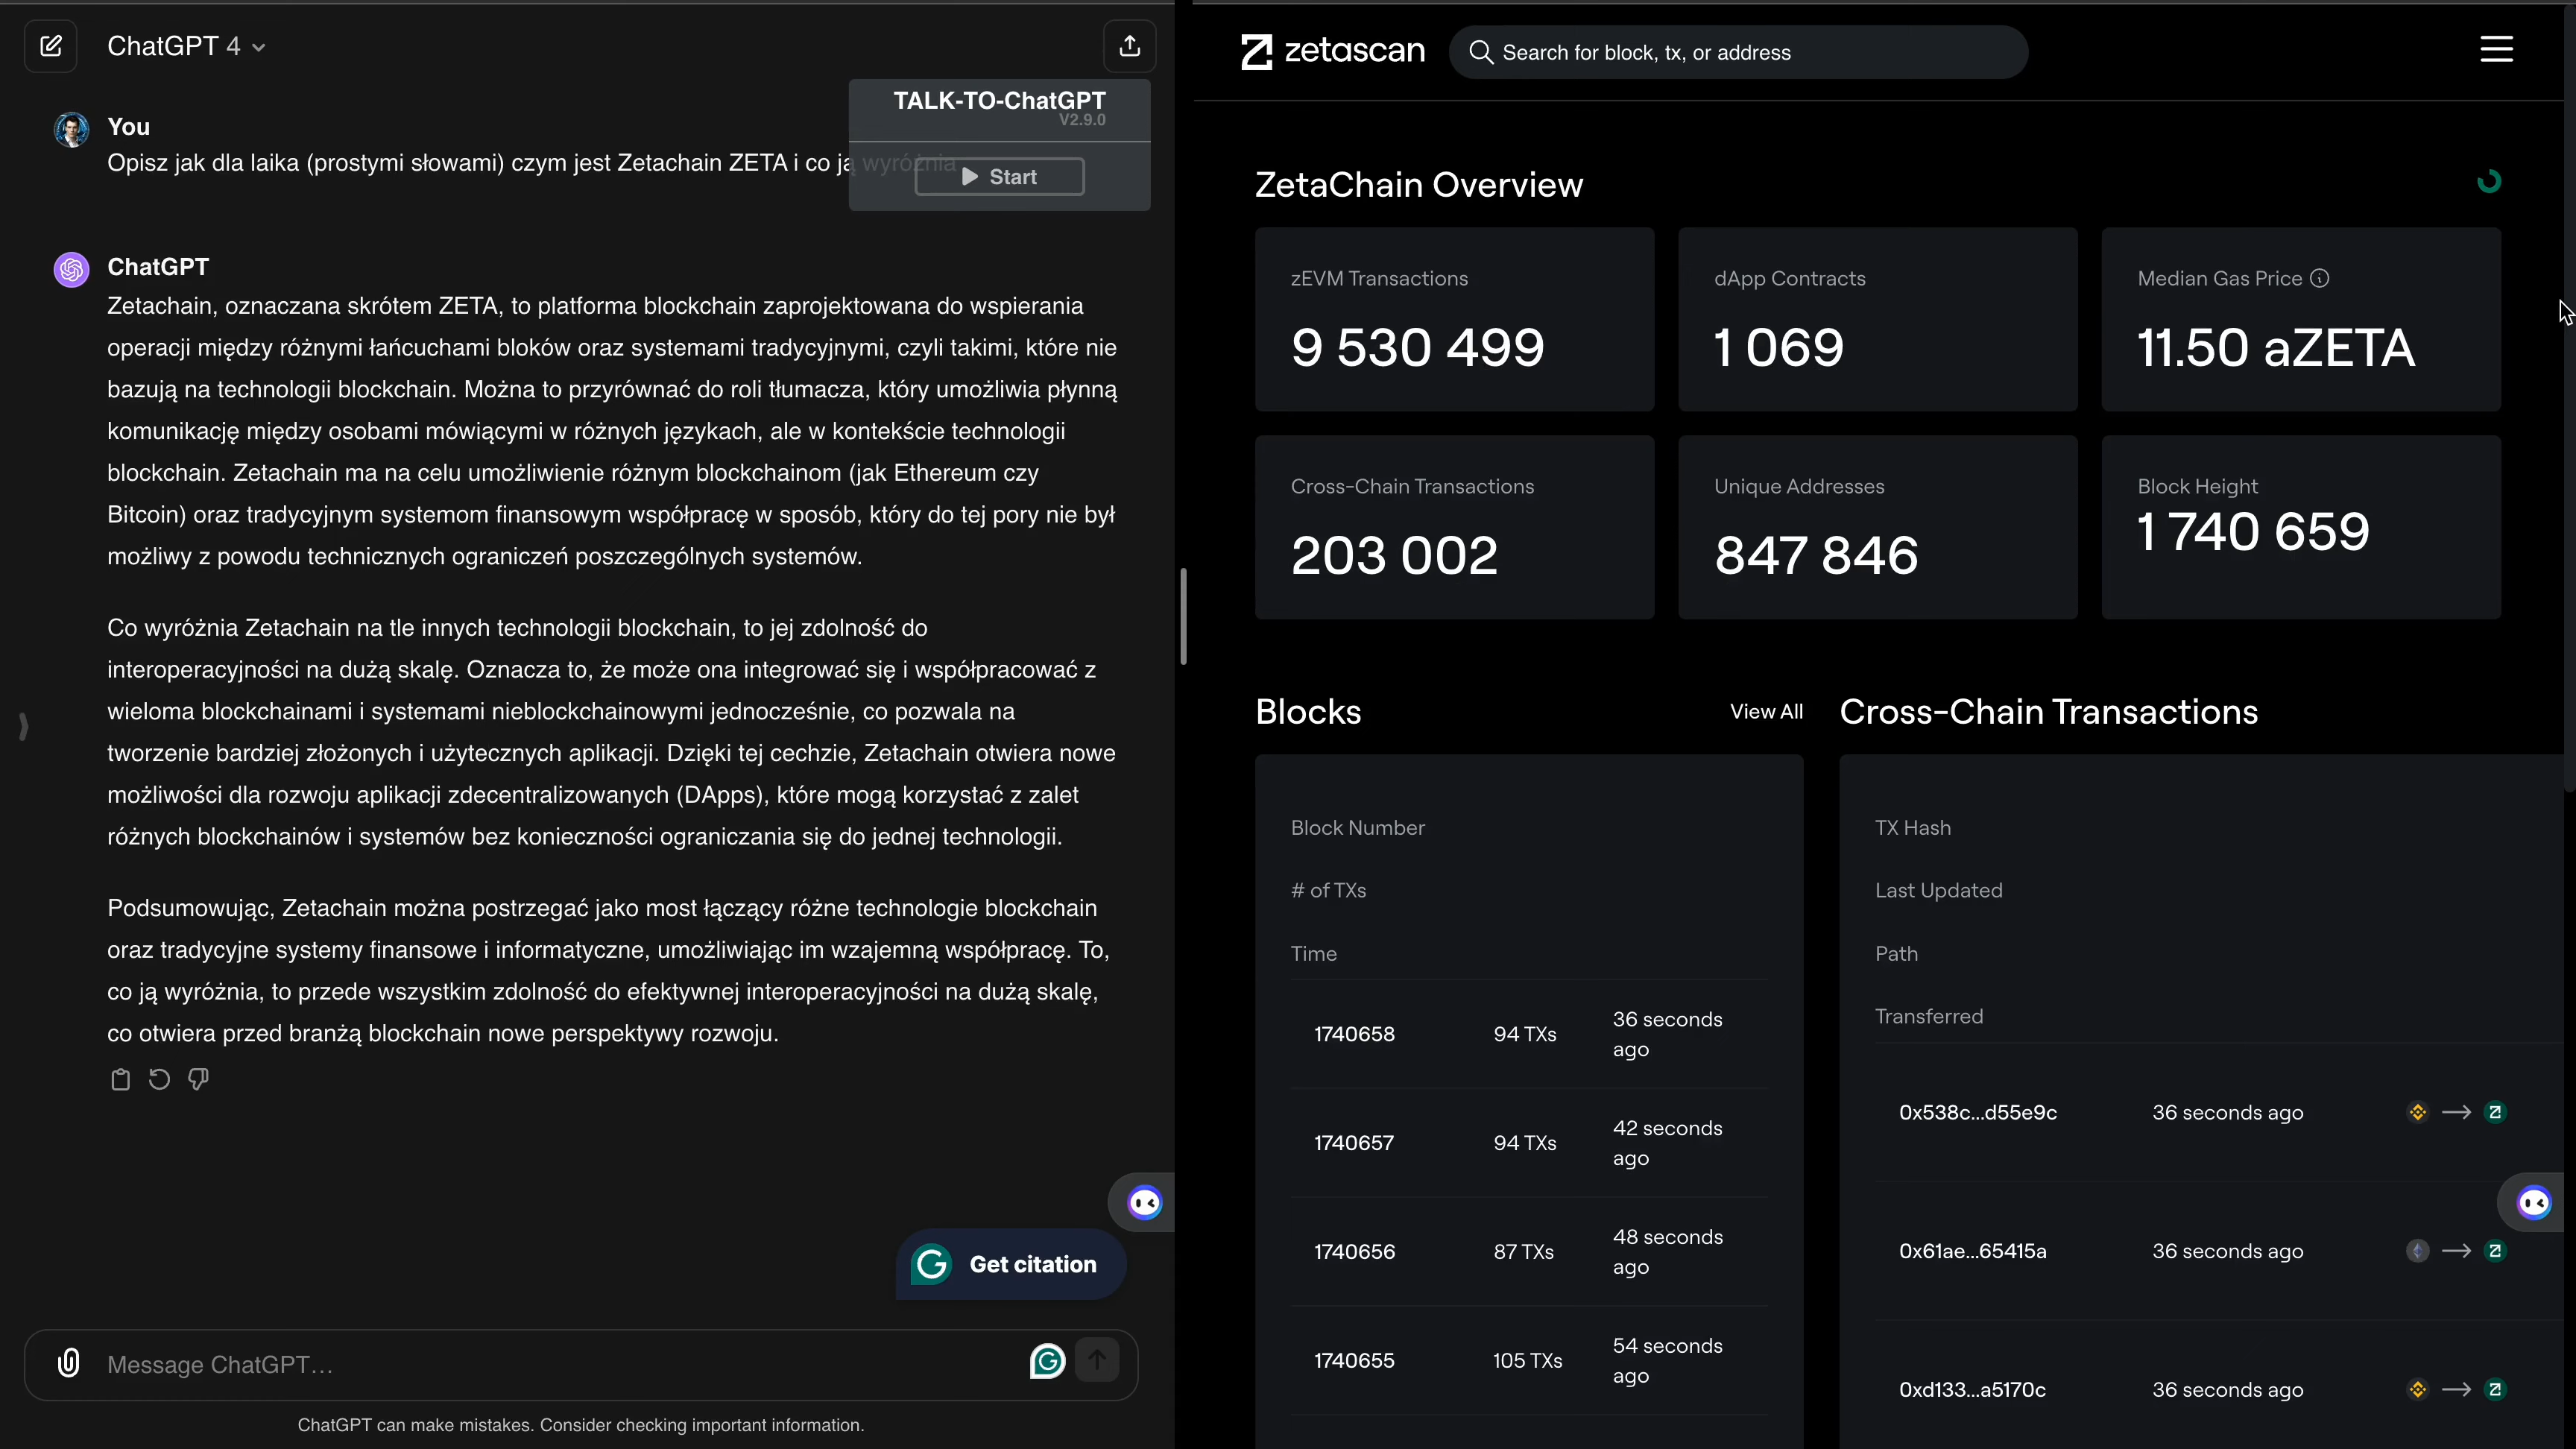 ChatGPT 4
TALK-TO-ChatGPT
V2.9.0
Start
You
Opisz jak dla laika (prostymi słowami) czym jest Zetachain ZETA i co ją wyróżnia
ChatGPT
Zetachain, oznaczana skrótem ZETA, to platforma blockchain zaprojektowana do wspierania
operacji między różnymi łańcuchami bloków oraz systemami tradycyjnymi, czyli takimi, które nie
bazują na technologii blockchain. Można to przyrównać do roli tłumacza, który umożliwia płynną
komunikację między osobami mówiącymi w różnych językach, ale w kontekście technologii
blockchain. Zetachain ma na celu umożliwienie różnym blockchainom (jak Ethereum czy
Bitcoin) oraz tradycyjnym systemom finansowym współpracę w sposób, który do tej pory nie był
możliwy z powodu technicznych ograniczeń poszczególnych systemów.
Co wyróżnia Zetachain na tle innych technologii blockchain, to jej zdolność do
interoperacyjności na dużą skalę. Oznacza to, że może ona integrować się i współpracować z
wieloma blockchainami i systemami nieblockchainowymi jednocześnie, co pozwala na
tworzenie bardziej złożonych i użytecznych aplikacji. Dzięki tej cechzie, Zetachain otwiera nowe
możliwości dla rozwoju aplikacji zdecentralizowanych (DApps), które mogą korzystać z zalet
różnych blockchainów i systemów bez konieczności ograniczania się do jednej technologii.
Podsumowując, Zetachain można postrzegać jako most łączący różne technologie blockchain
oraz tradycyjne systemy finansowe i informatyczne, umożliwiając im wzajemną współpracę. To,
co ją wyróżnia, to przede wszystkim zdolność do efektywnej interoperacyjności na dużą skalę,
co otwiera przed branżą blockchain nowe perspektywy rozwoju.
Get citation
Message ChatGPT…
ChatGPT can make mistakes. Consider checking important information.
zetascan
Search for block, tx, or address
ZetaChain Overview
zEVM Transactions
9 530 499
dApp Contracts
1 069
Median Gas Price
11.50 aZETA
Cross-Chain Transactions
203 002
Unique Addresses
847 846
Block Height
1 740 659
Blocks
View All
Block Number
# of TXs
Time
1740658 94 TXs 36 seconds
ago
1740657 94 TXs 42 seconds
ago
1740656 87 TXs 48 seconds
ago
1740655 105 TXs 54 seconds
ago
Cross-Chain Transactions
TX Hash
Last Updated
Path
Transferred
0x538c...d55e9c 36 seconds ago
0x61ae...65415a 36 seconds ago
0xd133...a5170c 36 seconds ago